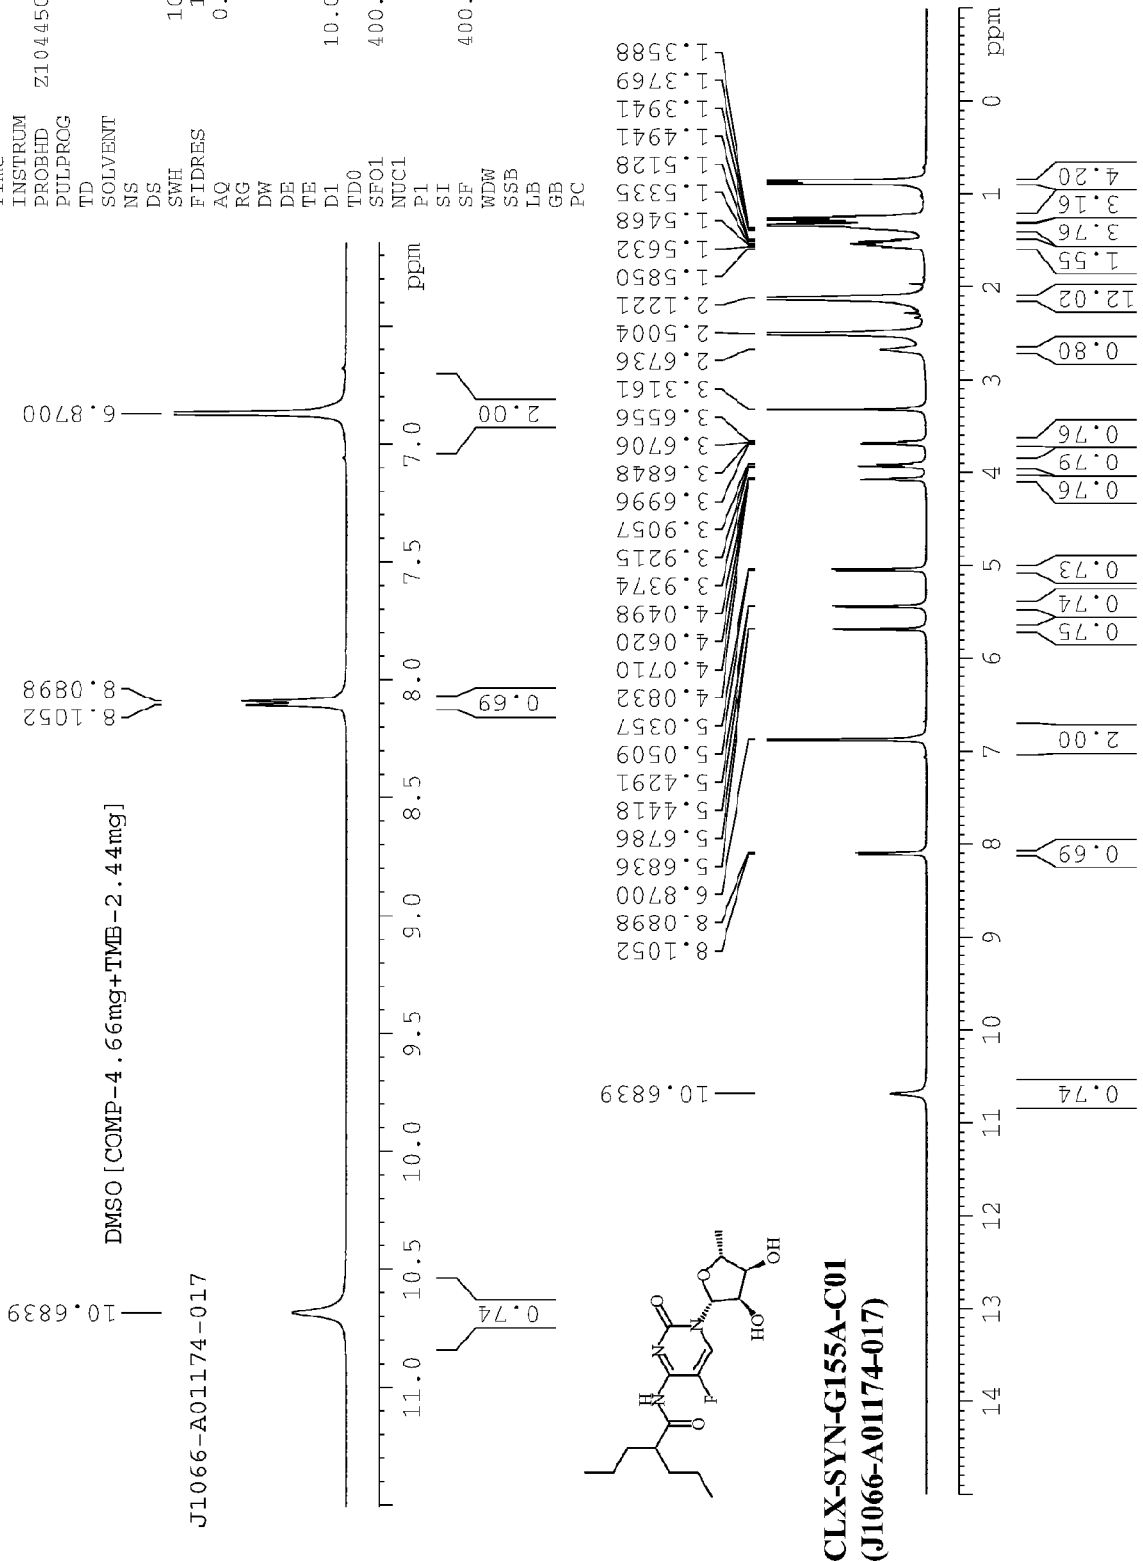 INSTRUM
PROBHD Z104450
PULPROG
TD
SOLVENT
NS
DS
SWH 10
FIDRES 1
AQ 0.
RG
DW
DE
TE
D1 10.0
TD0
SFO1 400.
NUC1
P1
SI
SF 400.
WDW
SSB
LB
GB
PC
J1066-A01174-017
DMSO [COMP-4.66mg+TMB-2.44mg]
10.6839
8.1052
8.0898
6.8700
11.0 10.5 10.0 9.5 9.0 8.5 8.0 7.5 7.0 ppm
0.74
0.69
2.00
O
N
N
H
N
O
F
O
HO
OH
CLX-SYN-G155A-C01
(J1066-A01174-017)
10.6839
8.1052
8.0898
6.8700
5.6836
5.6786
5.4418
5.4291
5.0509
5.0357
4.0832
4.0710
4.0620
4.0498
3.9374
3.9215
3.9057
3.6996
3.6848
3.6706
3.6556
3.3161
2.6736
2.5004
2.1221
1.5850
1.5632
1.5468
1.5335
1.5128
1.4941
1.3941
1.3769
1.3588
14 13 12 11 10 9 8 7 6 5 4 3 2 1 0 ppm
0.74
0.69
2.00
0.75
0.74
0.73
0.76
0.79
0.76
0.80
12.02
1.55
3.76
3.16
4.20